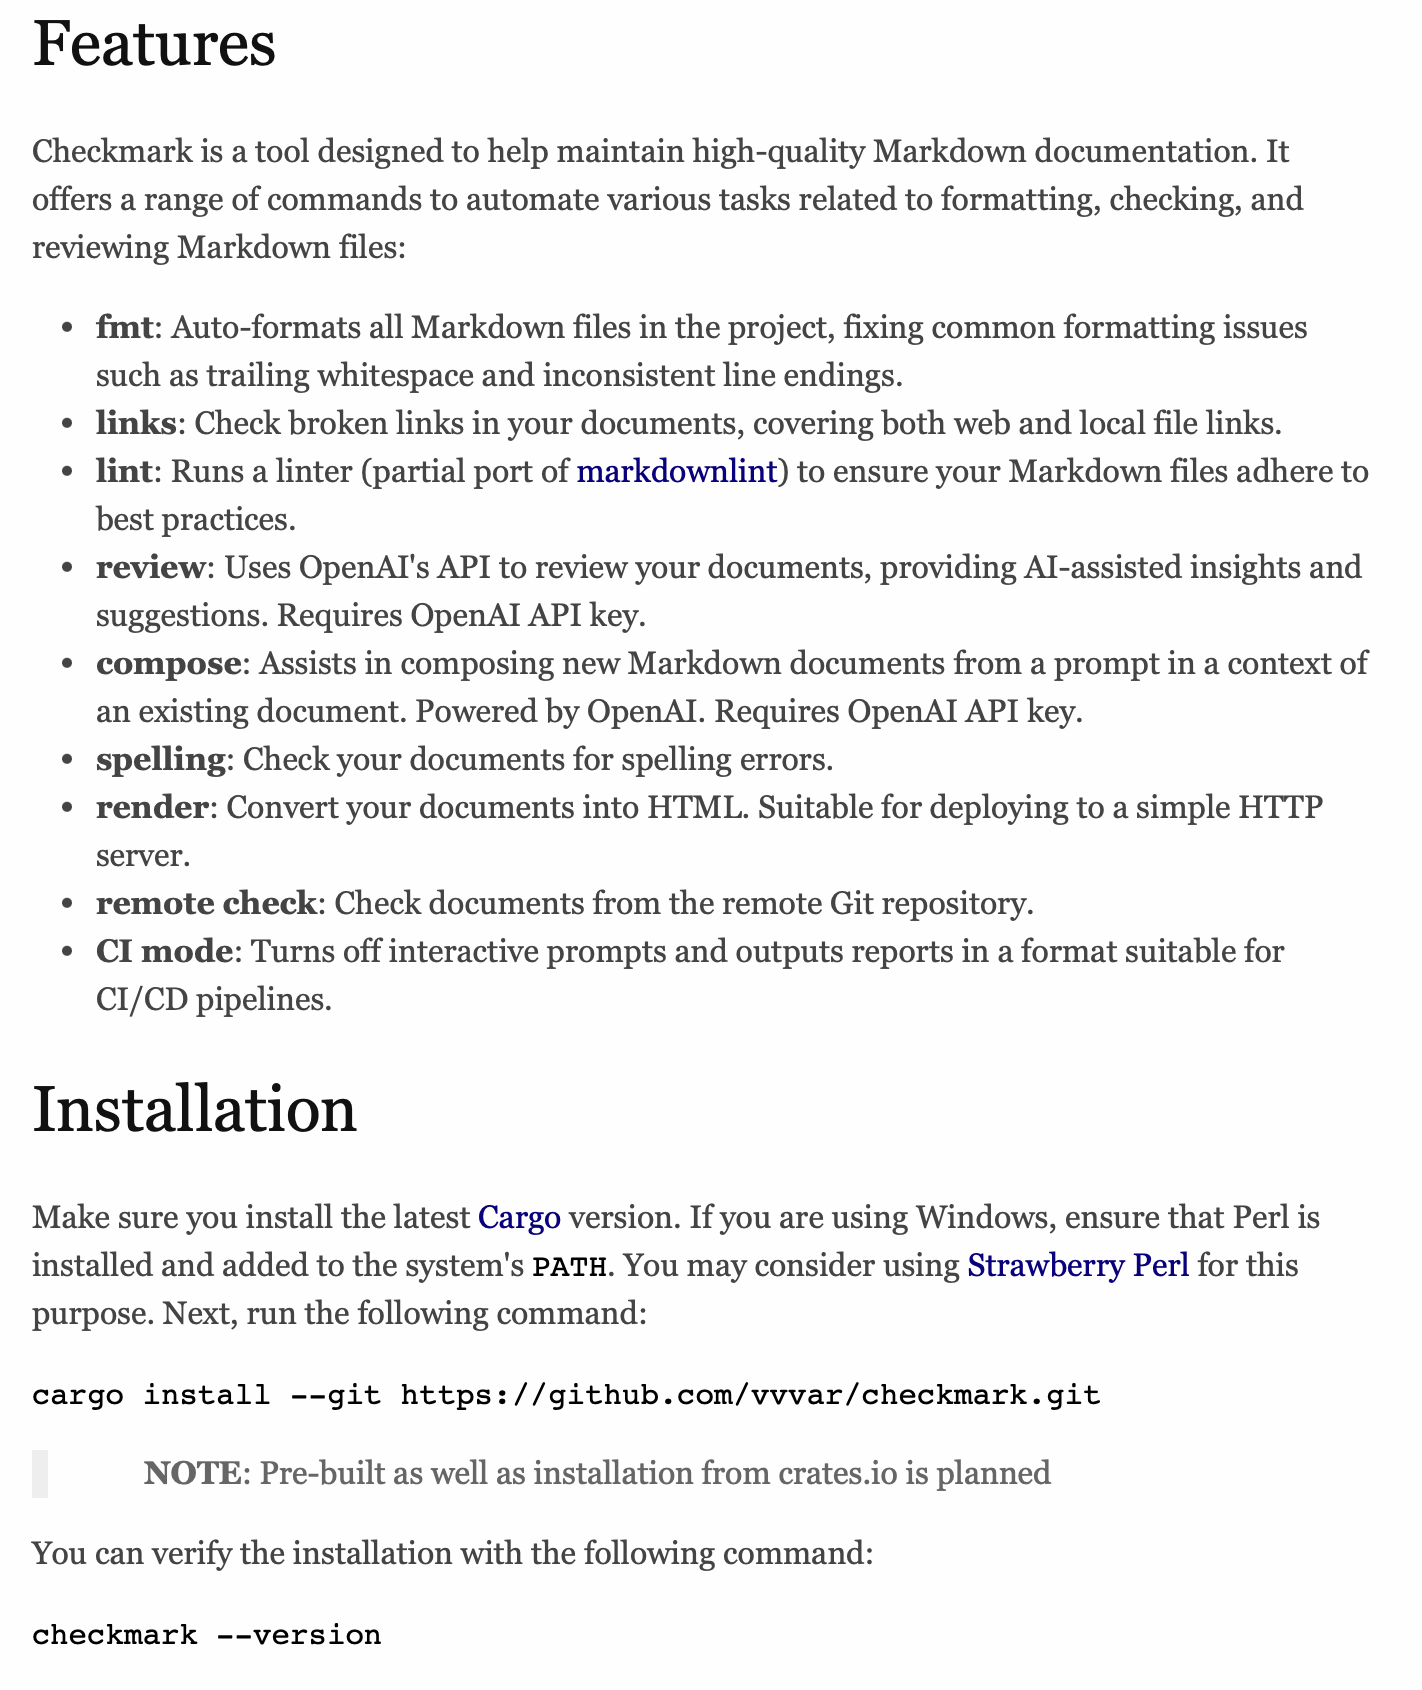 Features
Checkmark is a tool designed to help maintain high-quality Markdown documentation. It
offers a range of commands to automate various tasks related to formatting, checking, and
reviewing Markdown files:
• fmt: Auto-formats all Markdown files in the project, fixing common formatting issues
such as trailing whitespace and inconsistent line endings.
• links: Check broken links in your documents, covering both web and local file links.
• lint: Runs a linter (partial port of markdownlint) to ensure your Markdown files adhere to
best practices.
• review: Uses OpenAI's API to review your documents, providing AI-assisted insights and
suggestions. Requires OpenAI API key.
• compose: Assists in composing new Markdown documents from a prompt in a context of
an existing document. Powered by OpenAI. Requires OpenAI API key.
• spelling: Check your documents for spelling errors.
• render: Convert your documents into HTML. Suitable for deploying to a simple HTTP
server.
• remote check: Check documents from the remote Git repository.
• CI mode: Turns off interactive prompts and outputs reports in a format suitable for
CI/CD pipelines.
Installation
Make sure you install the latest Cargo version. If you are using Windows, ensure that Perl is
installed and added to the system's PATH. You may consider using Strawberry Perl for this
purpose. Next, run the following command:
cargo install --git https://github.com/vvvar/checkmark.git
NOTE: Pre-built as well as installation from crates.io is planned
You can verify the installation with the following command:
checkmark --version